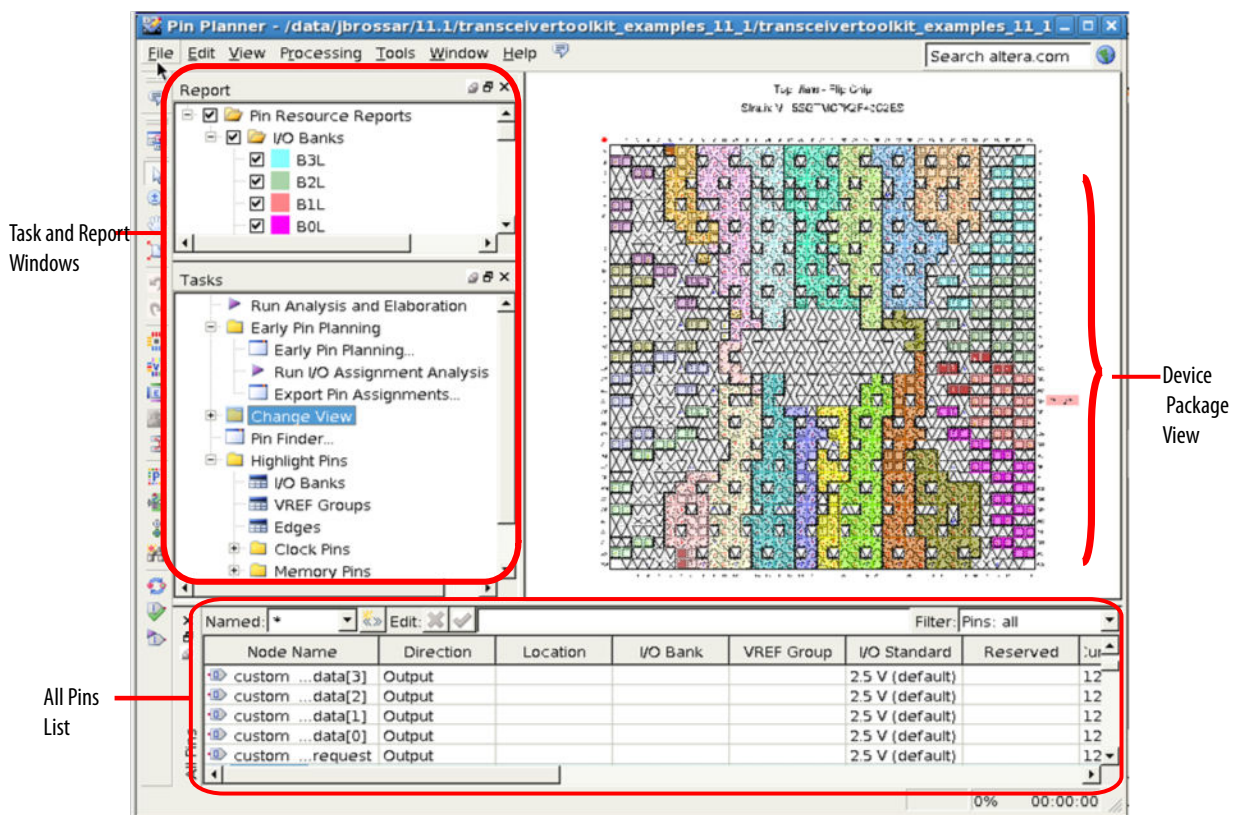 Pin Planner - /data/jbrossar/11.1/transceivertoolkit_examples_11_1/transceivertoolkit_examples_11_1
File Edit View Processing Tools Window Help
Search altera.com
Report
Pin Resource Reports
I/O Banks
B3L
B2L
B1L
B0L
Task and Report
Windows
Tasks
Run Analysis and Elaboration
Early Pin Planning
Early Pin Planning...
Run I/O Assignment Analysis
Export Pin Assignments...
Change View
Pin Finder...
Highlight Pins
I/O Banks
VREF Groups
Edges
Clock Pins
Memory Pins
Top View - Flip Chip
Stratix V
Device
Package
View
All Pins
List
All Pins
Named: * Edit: Filter: Pins: all
Node Name Direction Location I/O Bank VREF Group I/O Standard Reserved
custom ...data[3] Output 2.5 V (default) 12
custom ...data[2] Output 2.5 V (default) 12
custom ...data[1] Output 2.5 V (default) 12
custom ...data[0] Output 2.5 V (default) 12
custom ...request Output 2.5 V (default) 12
0% 00:00:00